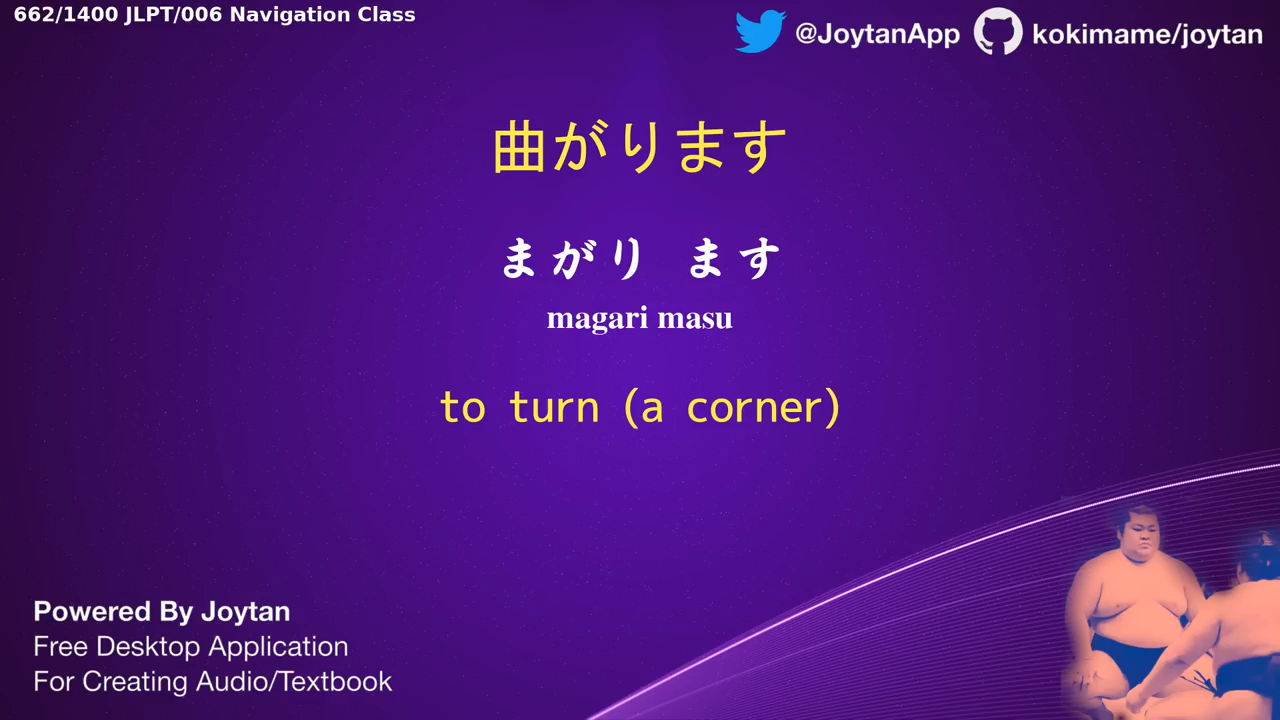 662/1400 JLPT/006 Navigation Class
@JoytanApp kokimame/joytan
曲がります
まがり ます
magari masu
to turn (a corner)
Powered By Joytan
Free Desktop Application
For Creating Audio/Textbook